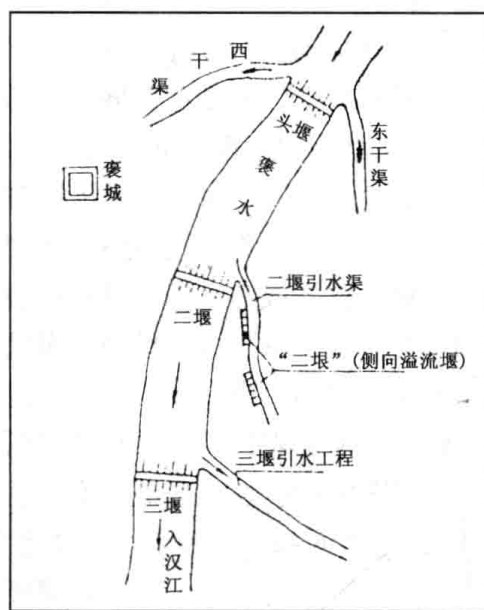 西干渠
头堰
东干渠
褒城
褒水
二堰引水渠
二堰
“二垠”(侧向溢流堰)
三堰引水工程
三堰
入汉江